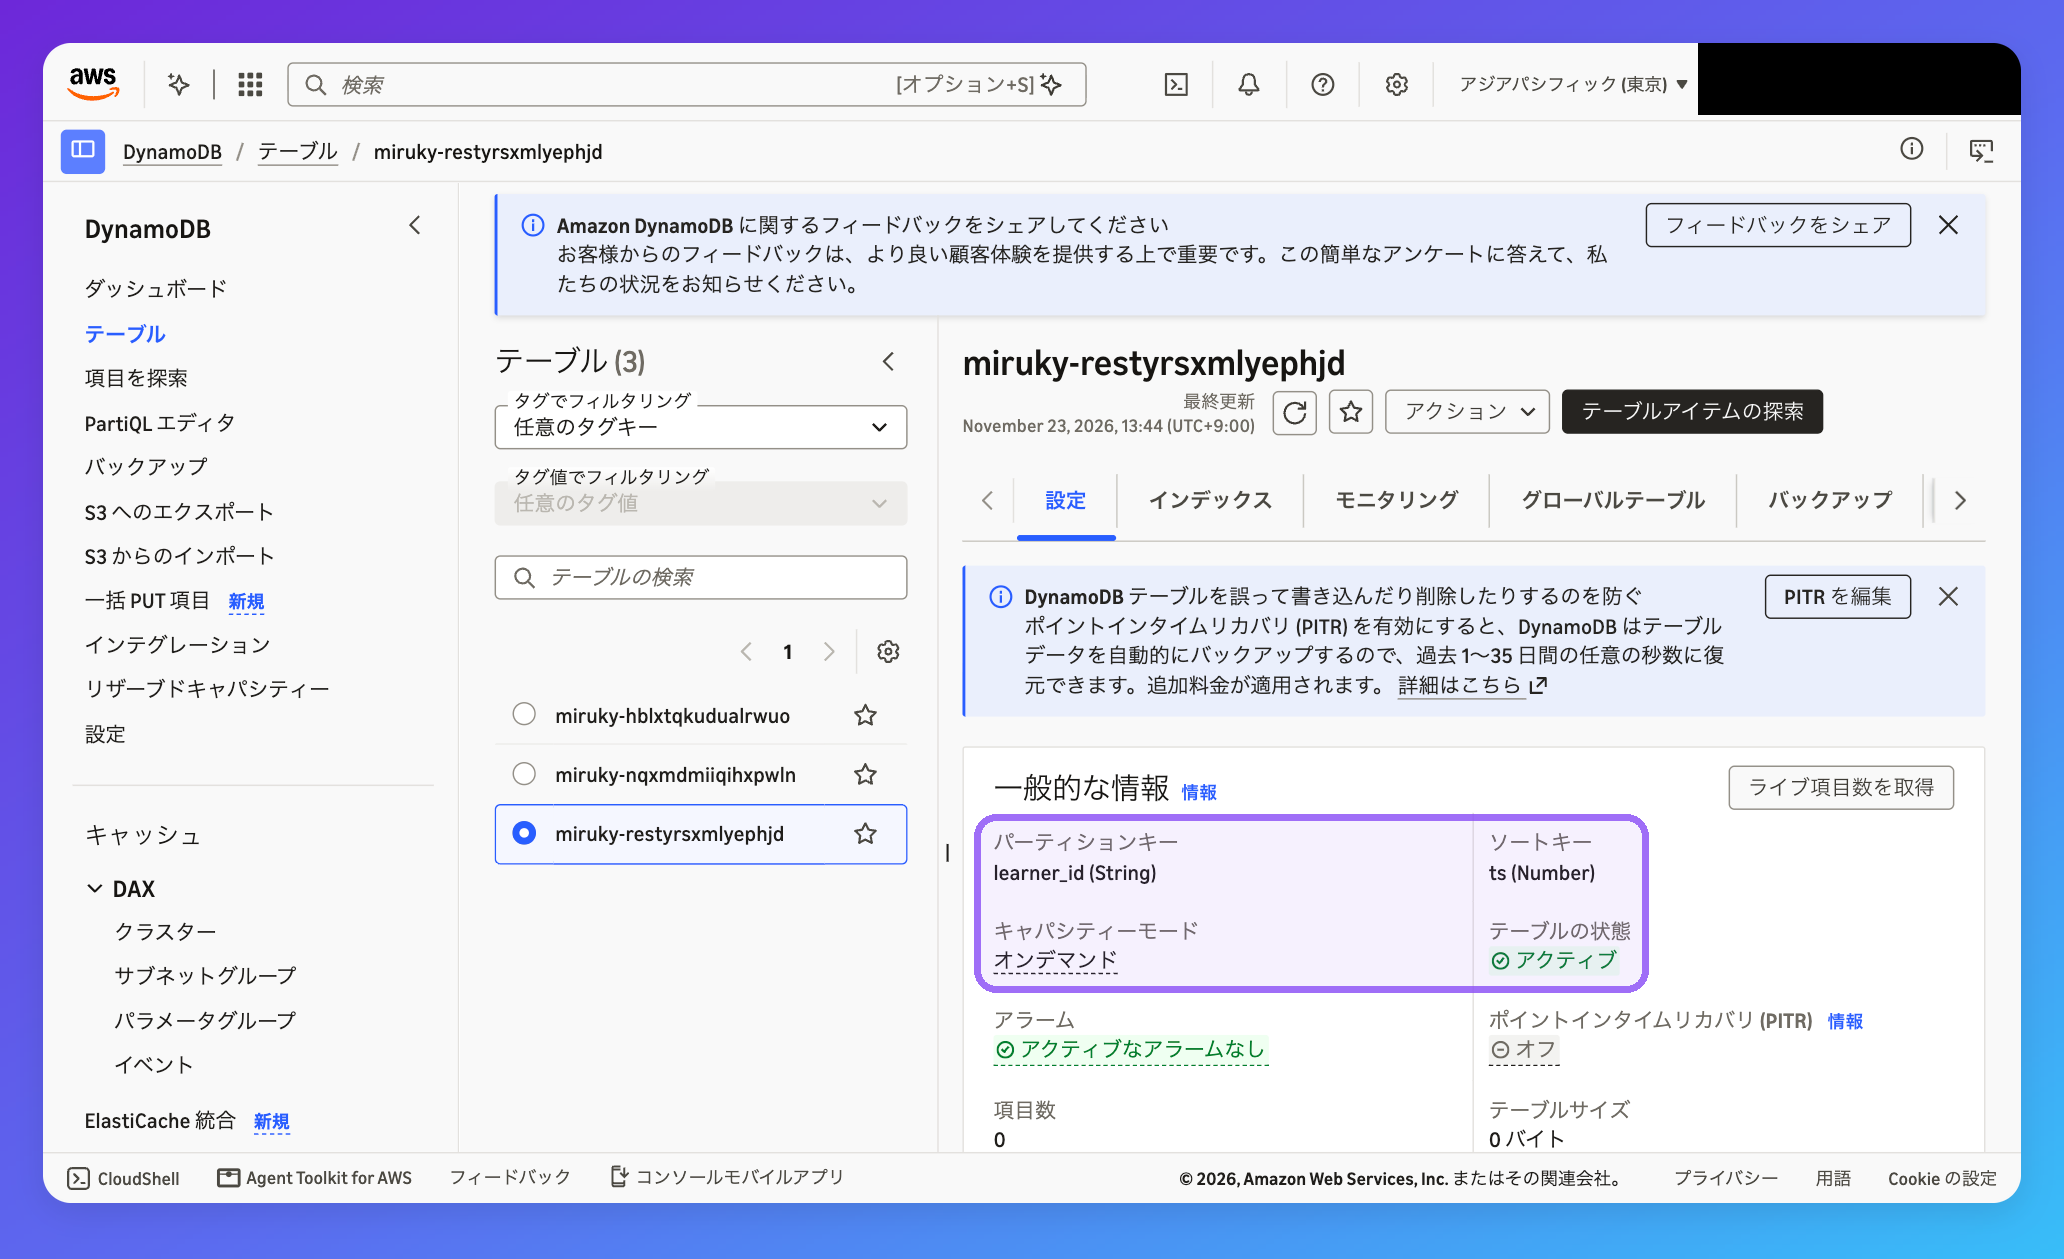 aws
検索
[オプション+S]
アジアパシフィック (東京) ▼
DynamoDB / テーブル / miruky-restyrsxmlyephjd
DynamoDB
ダッシュボード
テーブル
項目を探索
PartiQL エディタ
バックアップ
S3 へのエクスポート
S3 からのインポート
一括 PUT 項目 新規
インテグレーション
リザーブドキャパシティー
設定
キャッシュ
DAX
クラスター
サブネットグループ
パラメータグループ
イベント
ElastiCache 統合 新規
Amazon DynamoDB に関するフィードバックをシェアしてください
お客様からのフィードバックは、より良い顧客体験を提供する上で重要です。この簡単なアンケートに答えて、私
たちの状況をお知らせください。
フィードバックをシェア
テーブル (3)
タグでフィルタリング
任意のタグキー
タグ値でフィルタリング
任意のタグ値
テーブルの検索
1
miruky-hblxtqkudualrwuo
miruky-nqxmdmiiqihxpwln
miruky-restyrsxmlyephjd
miruky-restyrsxmlyephjd
最終更新
November 23, 2026, 13:44 (UTC+9:00)
アクション
テーブルアイテムの探索
設定
インデックス
モニタリング
グローバルテーブル
バックアップ
DynamoDB テーブルを誤って書き込んだり削除したりするのを防ぐ
ポイントインタイムリカバリ (PITR) を有効にすると、DynamoDB はテーブル
データを自動的にバックアップするので、過去 1～35 日間の任意の秒数に復
元できます。追加料金が適用されます。 詳細はこちら
PITR を編集
一般的な情報 情報
ライブ項目数を取得
パーティションキー
learner_id (String)
ソートキー
ts (Number)
キャパシティーモード
オンデマンド
テーブルの状態
アクティブ
アラーム
アクティブなアラームなし
ポイントインタイムリカバリ (PITR) 情報
オフ
項目数
0
テーブルサイズ
0 バイト
CloudShell
Agent Toolkit for AWS
フィードバック
コンソールモバイルアプリ
© 2026, Amazon Web Services, Inc. またはその関連会社。
プライバシー
用語
Cookie の設定